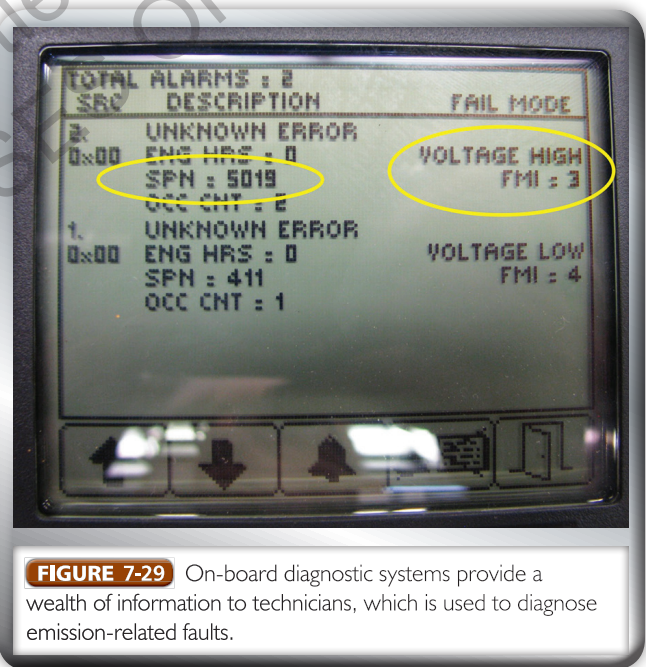 TOTAL ALARMS : 2
SRC DESCRIPTION FAIL MODE
2. UNKNOWN ERROR
0x00 ENG HRS : 0 VOLTAGE HIGH
SPN : 5019 FMI : 3
OCC CNT : 2
1. UNKNOWN ERROR
0x00 ENG HRS : 0 VOLTAGE LOW
SPN : 411 FMI : 4
OCC CNT : 1
FIGURE 7-29 On-board diagnostic systems provide a
wealth of information to technicians, which is used to diagnose
emission-related faults.